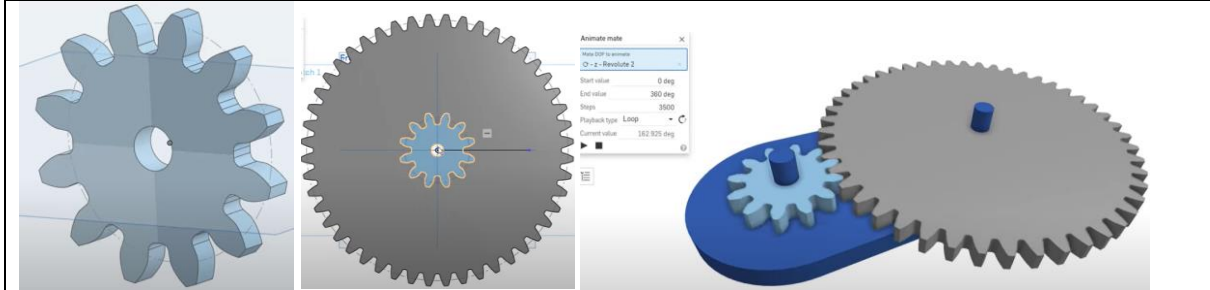 Animate mate
Mate DOF to animate
z - Revolute 2
Start value 0 deg
End value 360 deg
Steps 3500
Playback type Loop
Current value 162.925 deg